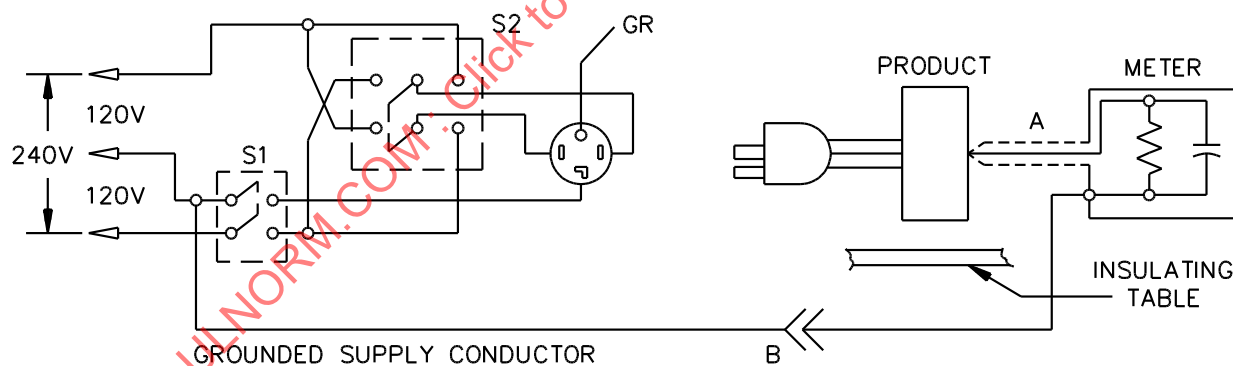 S2
GR
PRODUCT
METER
120V
A
240V
S1
120V
INSULATING
TABLE
GROUNDED SUPPLY CONDUCTOR
B
ULNORM.COM : Click to